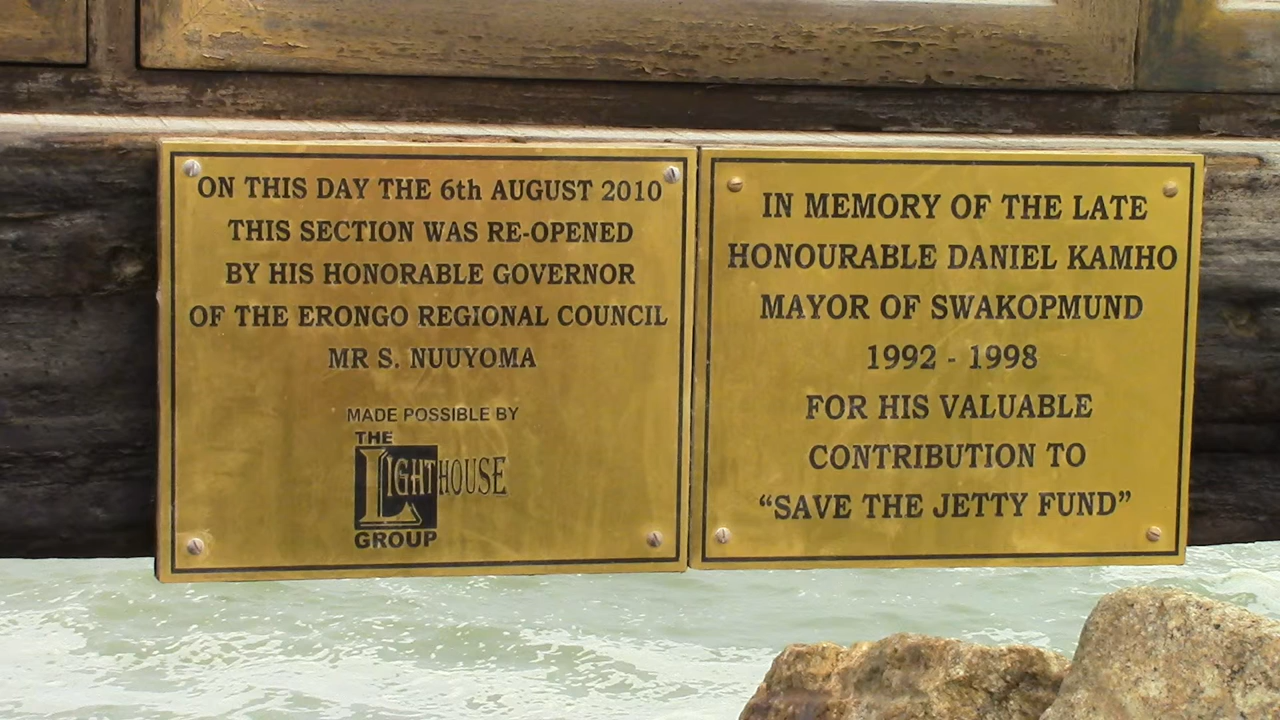 ON THIS DAY THE 6th AUGUST 2010
THIS SECTION WAS RE-OPENED
BY HIS HONORABLE GOVERNOR
OF THE ERONGO REGIONAL COUNCIL
MR S. NUUYOMA
MADE POSSIBLE BY
THE
LIGHTHOUSE
GROUP
IN MEMORY OF THE LATE
HONOURABLE DANIEL KAMHO
MAYOR OF SWAKOPMUND
1992 - 1998
FOR HIS VALUABLE
CONTRIBUTION TO
“SAVE THE JETTY FUND”